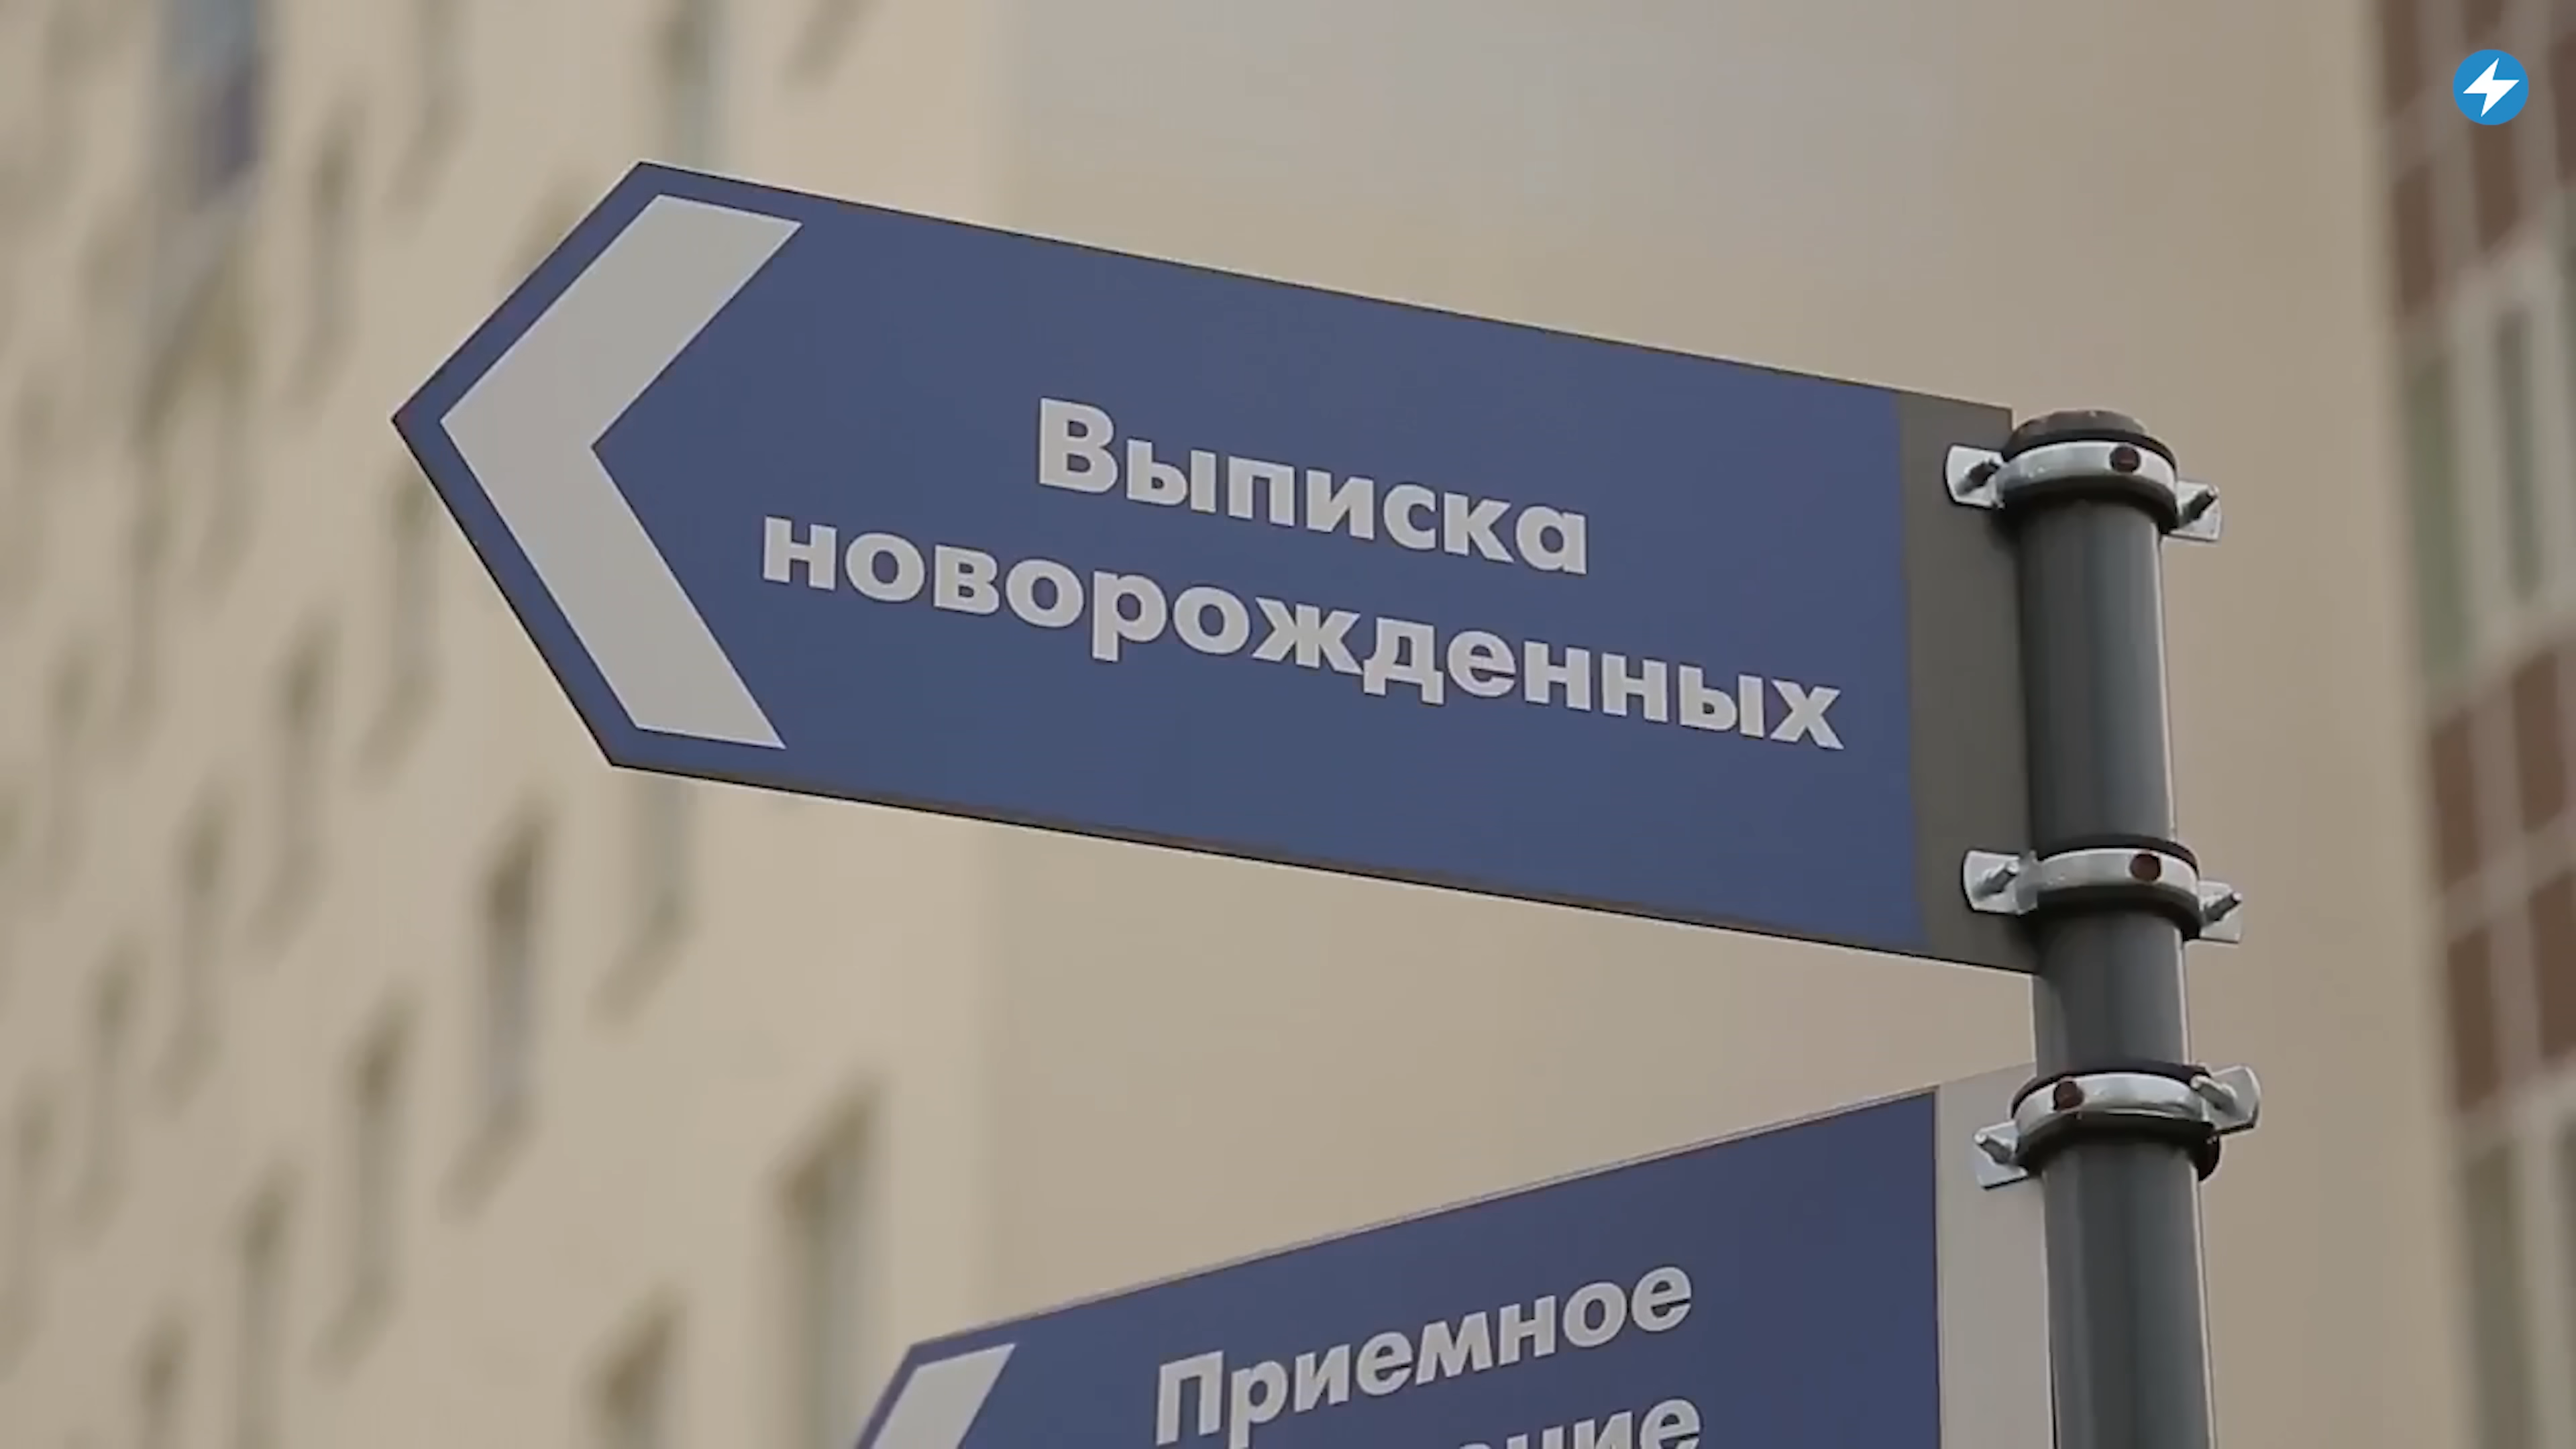 Выписка
новорожденных
Приемное